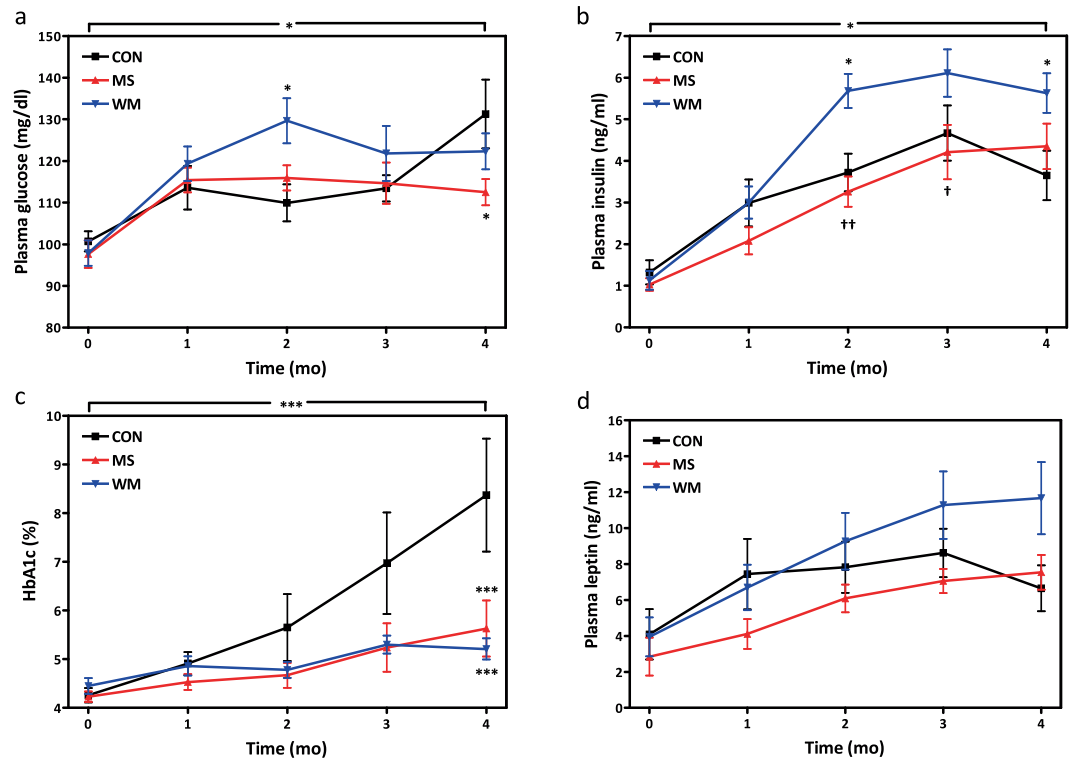 a
*
150
140
130
120
110
100
90
80
Plasma glucose (mg/dl)
CON
MS
WM
*
*
0 1 2 3 4
Time (mo)
b
*
7
6
5
4
3
2
1
0
Plasma insulin (ng/ml)
CON
MS
WM
* *
††
†
0 1 2 3 4
Time (mo)
c
***
10
9
8
7
6
5
4
HbA1c (%)
CON
MS
WM
***
***
0 1 2 3 4
Time (mo)
d
16
14
12
10
8
6
4
2
0
Plasma leptin (ng/ml)
CON
MS
WM
0 1 2 3 4
Time (mo)